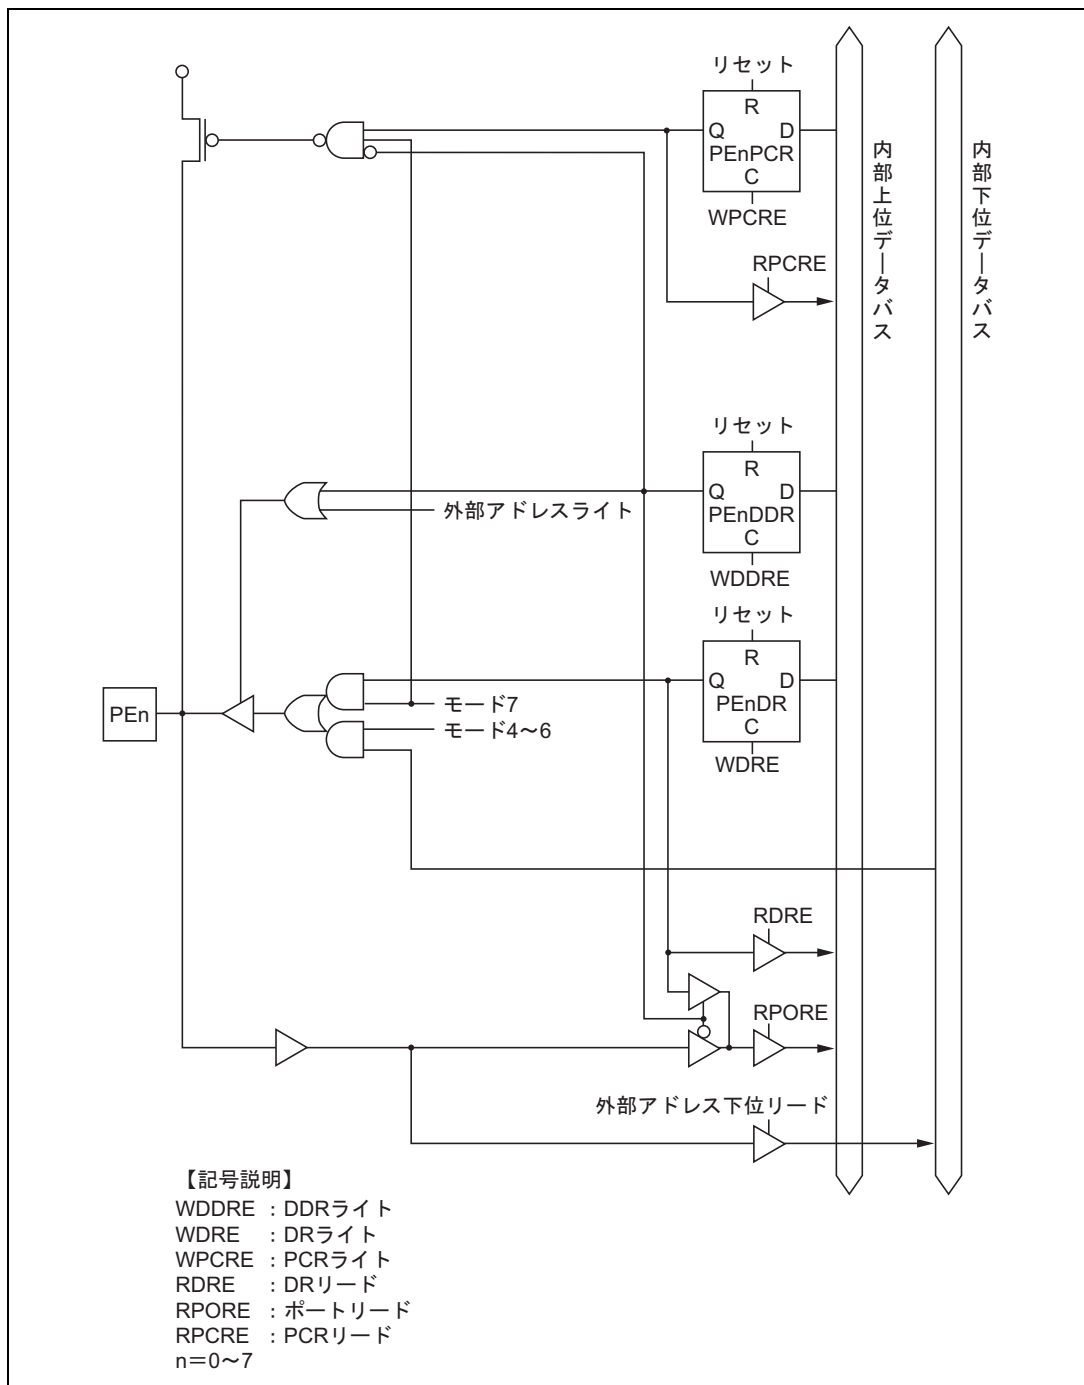 リセット
R
Q D
PEnPCR
C
WPCRE
RPCRE
内部上位データバス
内部下位データバス
リセット
R
Q D
PEnDDR
C
WDDRE
外部アドレスライト
リセット
R
Q D
PEnDR
C
WDRE
PEn
モード7
モード4～6
RDRE
RPORE
外部アドレス下位リード
【記号説明】
WDDRE ：DDRライト
WDRE ：DRライト
WPCRE ：PCRライト
RDRE ：DRリード
RPORE ：ポートリード
RPCRE ：PCRリード
n＝0～7